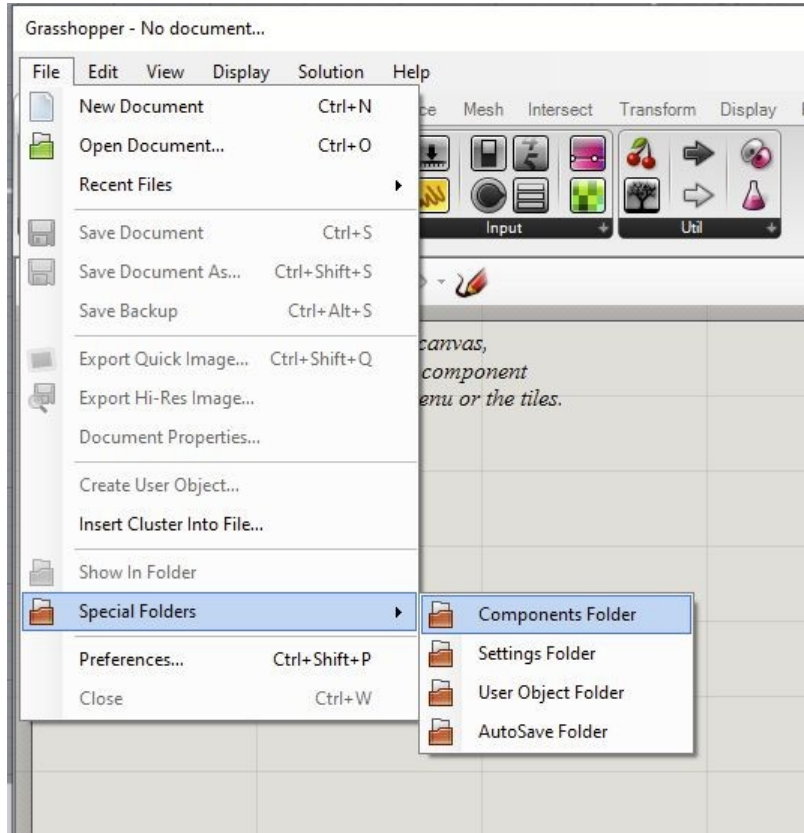 Grasshopper - No document...
File Edit View Display Solution Help
New Document Ctrl+N
Mesh Intersect Transform Display
Open Document... Ctrl+O
Recent Files
Input Util
Save Document Ctrl+S
Save Document As... Ctrl+Shift+S
Save Backup Ctrl+Alt+S
canvas,
Export Quick Image... Ctrl+Shift+Q
component
Export Hi-Res Image...
enu or the tiles.
Document Properties...
Create User Object...
Insert Cluster Into File...
Show In Folder
Special Folders
Components Folder
Settings Folder
User Object Folder
AutoSave Folder
Preferences... Ctrl+Shift+P
Close Ctrl+W